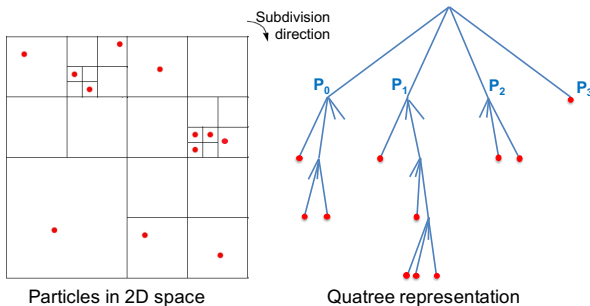 Subdivision
direction
P0
P1
P2
P3
Particles in 2D space
Quatree representation